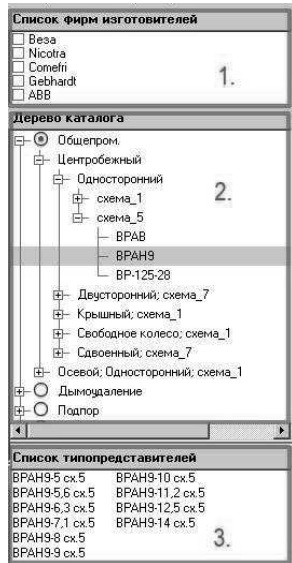 Список фирм изготовителей
Веза
Nicotra
Comefri
Gebhardt
ABB
1.
Дерево каталога
Общепром.
Центробежный
Односторонний
2.
схема_1
схема_5
ВРАВ
ВРАН9
ВР-125-28
Двусторонний; схема_7
Крышный; схема_1
Свободное колесо; схема_1
Сдвоенный; схема_7
Осевой; Односторонний; схема_1
Дымоудаление
Подпор
Список типопредставителей
ВРАН9-5 сх.5 ВРАН9-10 сх.5
ВРАН9-5,6 сх.5 ВРАН9-11,2 сх.5
ВРАН9-6,3 сх.5 ВРАН9-12,5 сх.5
ВРАН9-7,1 сх.5 ВРАН9-14 сх.5
ВРАН9-8 сх.5
ВРАН9-9 сх.5
3.